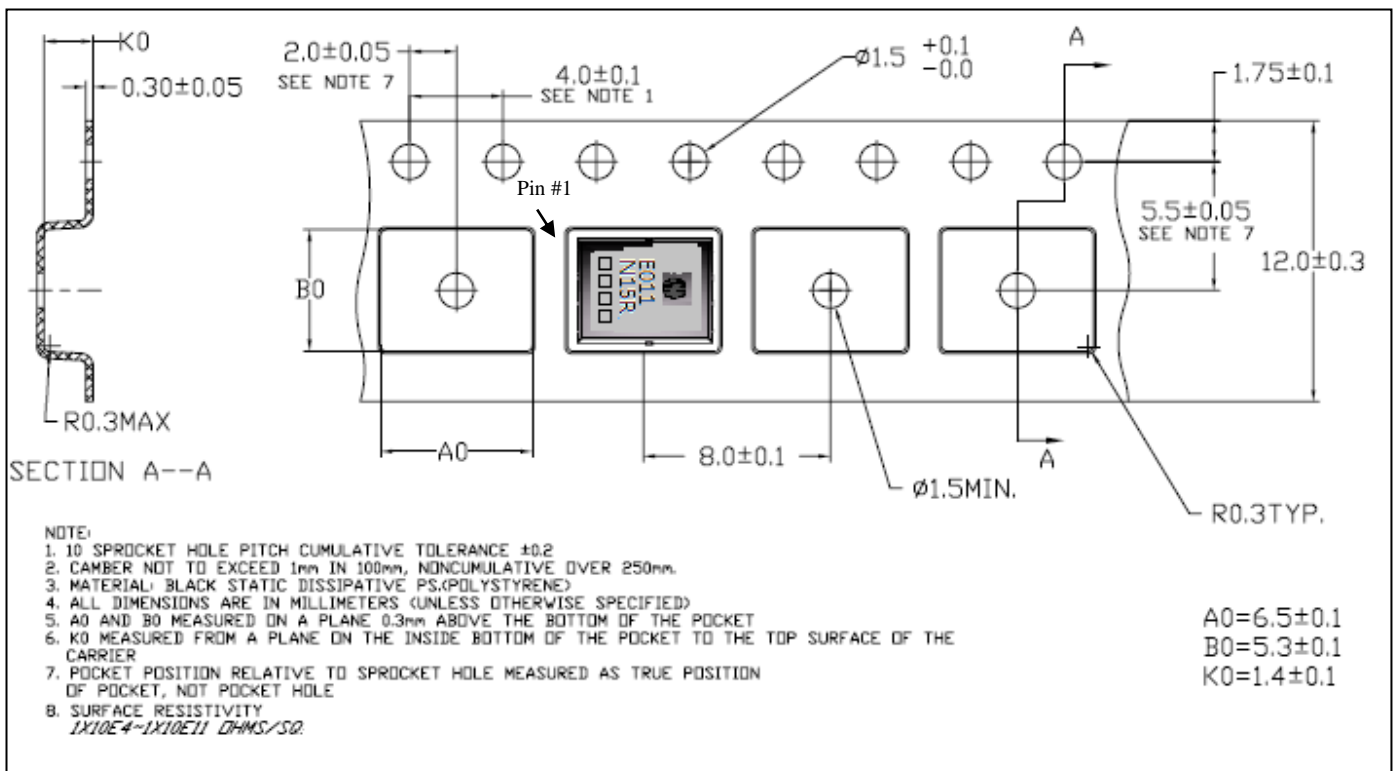 K0
0.30±0.05
2.0±0.05
SEE NOTE 7
4.0±0.1
SEE NOTE 1
Ø1.5 +0.1 -0.0
A
1.75±0.1
Pin #1
5.5±0.05
SEE NOTE 7
12.0±0.3
B0
E011
N15R
□□□□
R0.3MAX
A0
8.0±0.1
A
Ø1.5MIN.
R0.3TYP.
SECTION A--A
NOTE:
1. 10 SPROCKET HOLE PITCH CUMULATIVE TOLERANCE ±0.2
2. CAMBER NOT TO EXCEED 1mm IN 100mm, NONCUMULATIVE OVER 250mm.
3. MATERIAL: BLACK STATIC DISSIPATIVE PS.(POLYSTYRENE)
4. ALL DIMENSIONS ARE IN MILLIMETERS (UNLESS OTHERWISE SPECIFIED)
5. A0 AND B0 MEASURED ON A PLANE 0.3mm ABOVE THE BOTTOM OF THE POCKET
6. K0 MEASURED FROM A PLANE ON THE INSIDE BOTTOM OF THE POCKET TO THE TOP SURFACE OF THE
CARRIER
7. POCKET POSITION RELATIVE TO SPROCKET HOLE MEASURED AS TRUE POSITION
OF POCKET, NOT POCKET HOLE
8. SURFACE RESISTIVITY
1X10E4~1X10E11 OHMS/SQ.
A0=6.5±0.1
B0=5.3±0.1
K0=1.4±0.1